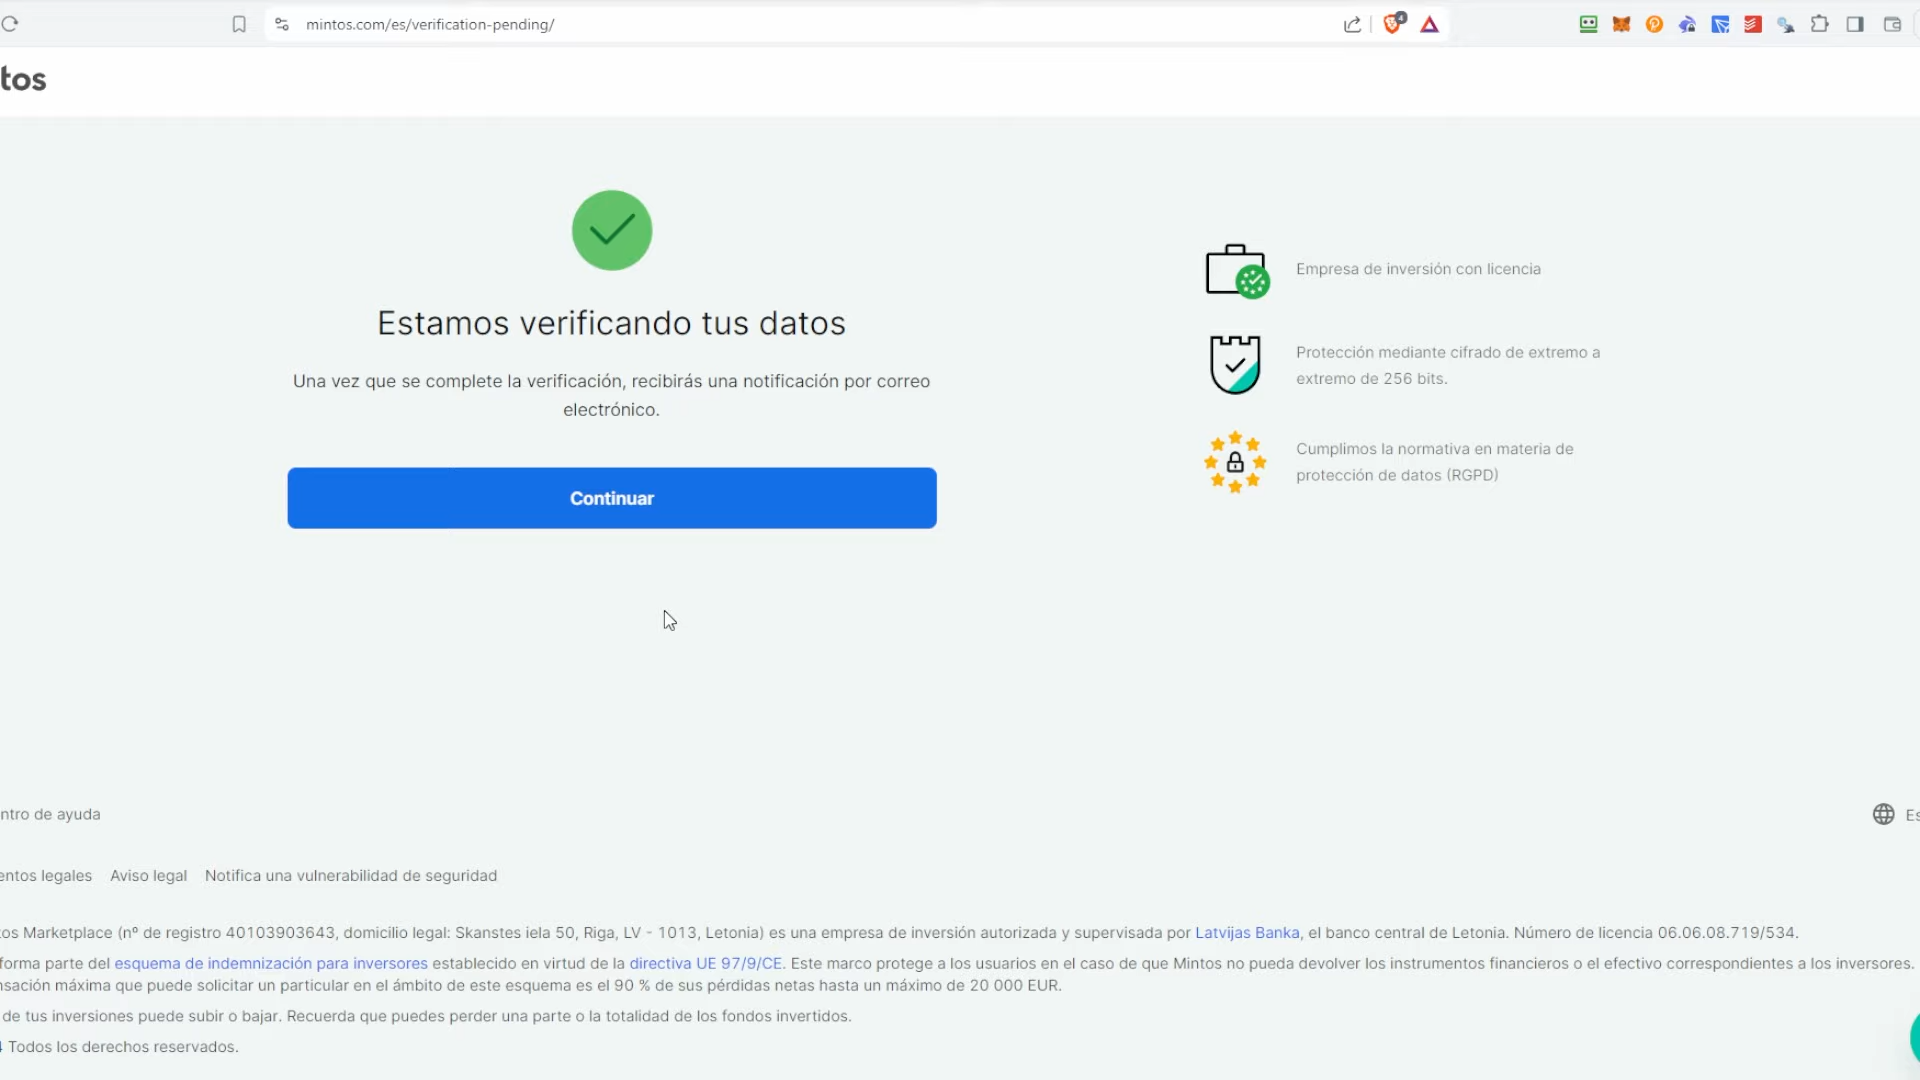 mintos.com/es/verification-pending/
4
tos
Estamos verificando tus datos
Una vez que se complete la verificación, recibirás una notificación por correo
electrónico.
Continuar
Empresa de inversión con licencia
Protección mediante cifrado de extremo a
extremo de 256 bits.
Cumplimos la normativa en materia de
protección de datos (RGPD)
ntro de ayuda
Es
entos legales Aviso legal Notifica una vulnerabilidad de seguridad
tos Marketplace (nº de registro 40103903643, domicilio legal: Skanstes iela 50, Riga, LV - 1013, Letonia) es una empresa de inversión autorizada y supervisada por Latvijas Banka, el banco central de Letonia. Número de licencia 06.06.08.719/534.
forma parte del esquema de indemnización para inversores establecido en virtud de la directiva UE 97/9/CE. Este marco protege a los usuarios en el caso de que Mintos no pueda devolver los instrumentos financieros o el efectivo correspondientes a los inversores.
nsación máxima que puede solicitar un particular en el ámbito de este esquema es el 90 % de sus pérdidas netas hasta un máximo de 20 000 EUR.
de tus inversiones puede subir o bajar. Recuerda que puedes perder una parte o la totalidad de los fondos invertidos.
Todos los derechos reservados.